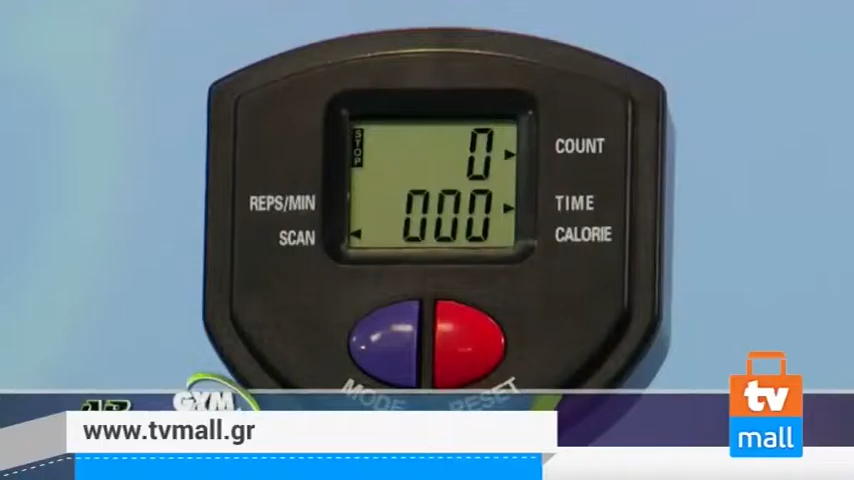 STOP
0
COUNT
REPS/MIN
000
TIME
SCAN
CALORIE
MODE
RESET
GYM
www.tvmall.gr
tv
mall